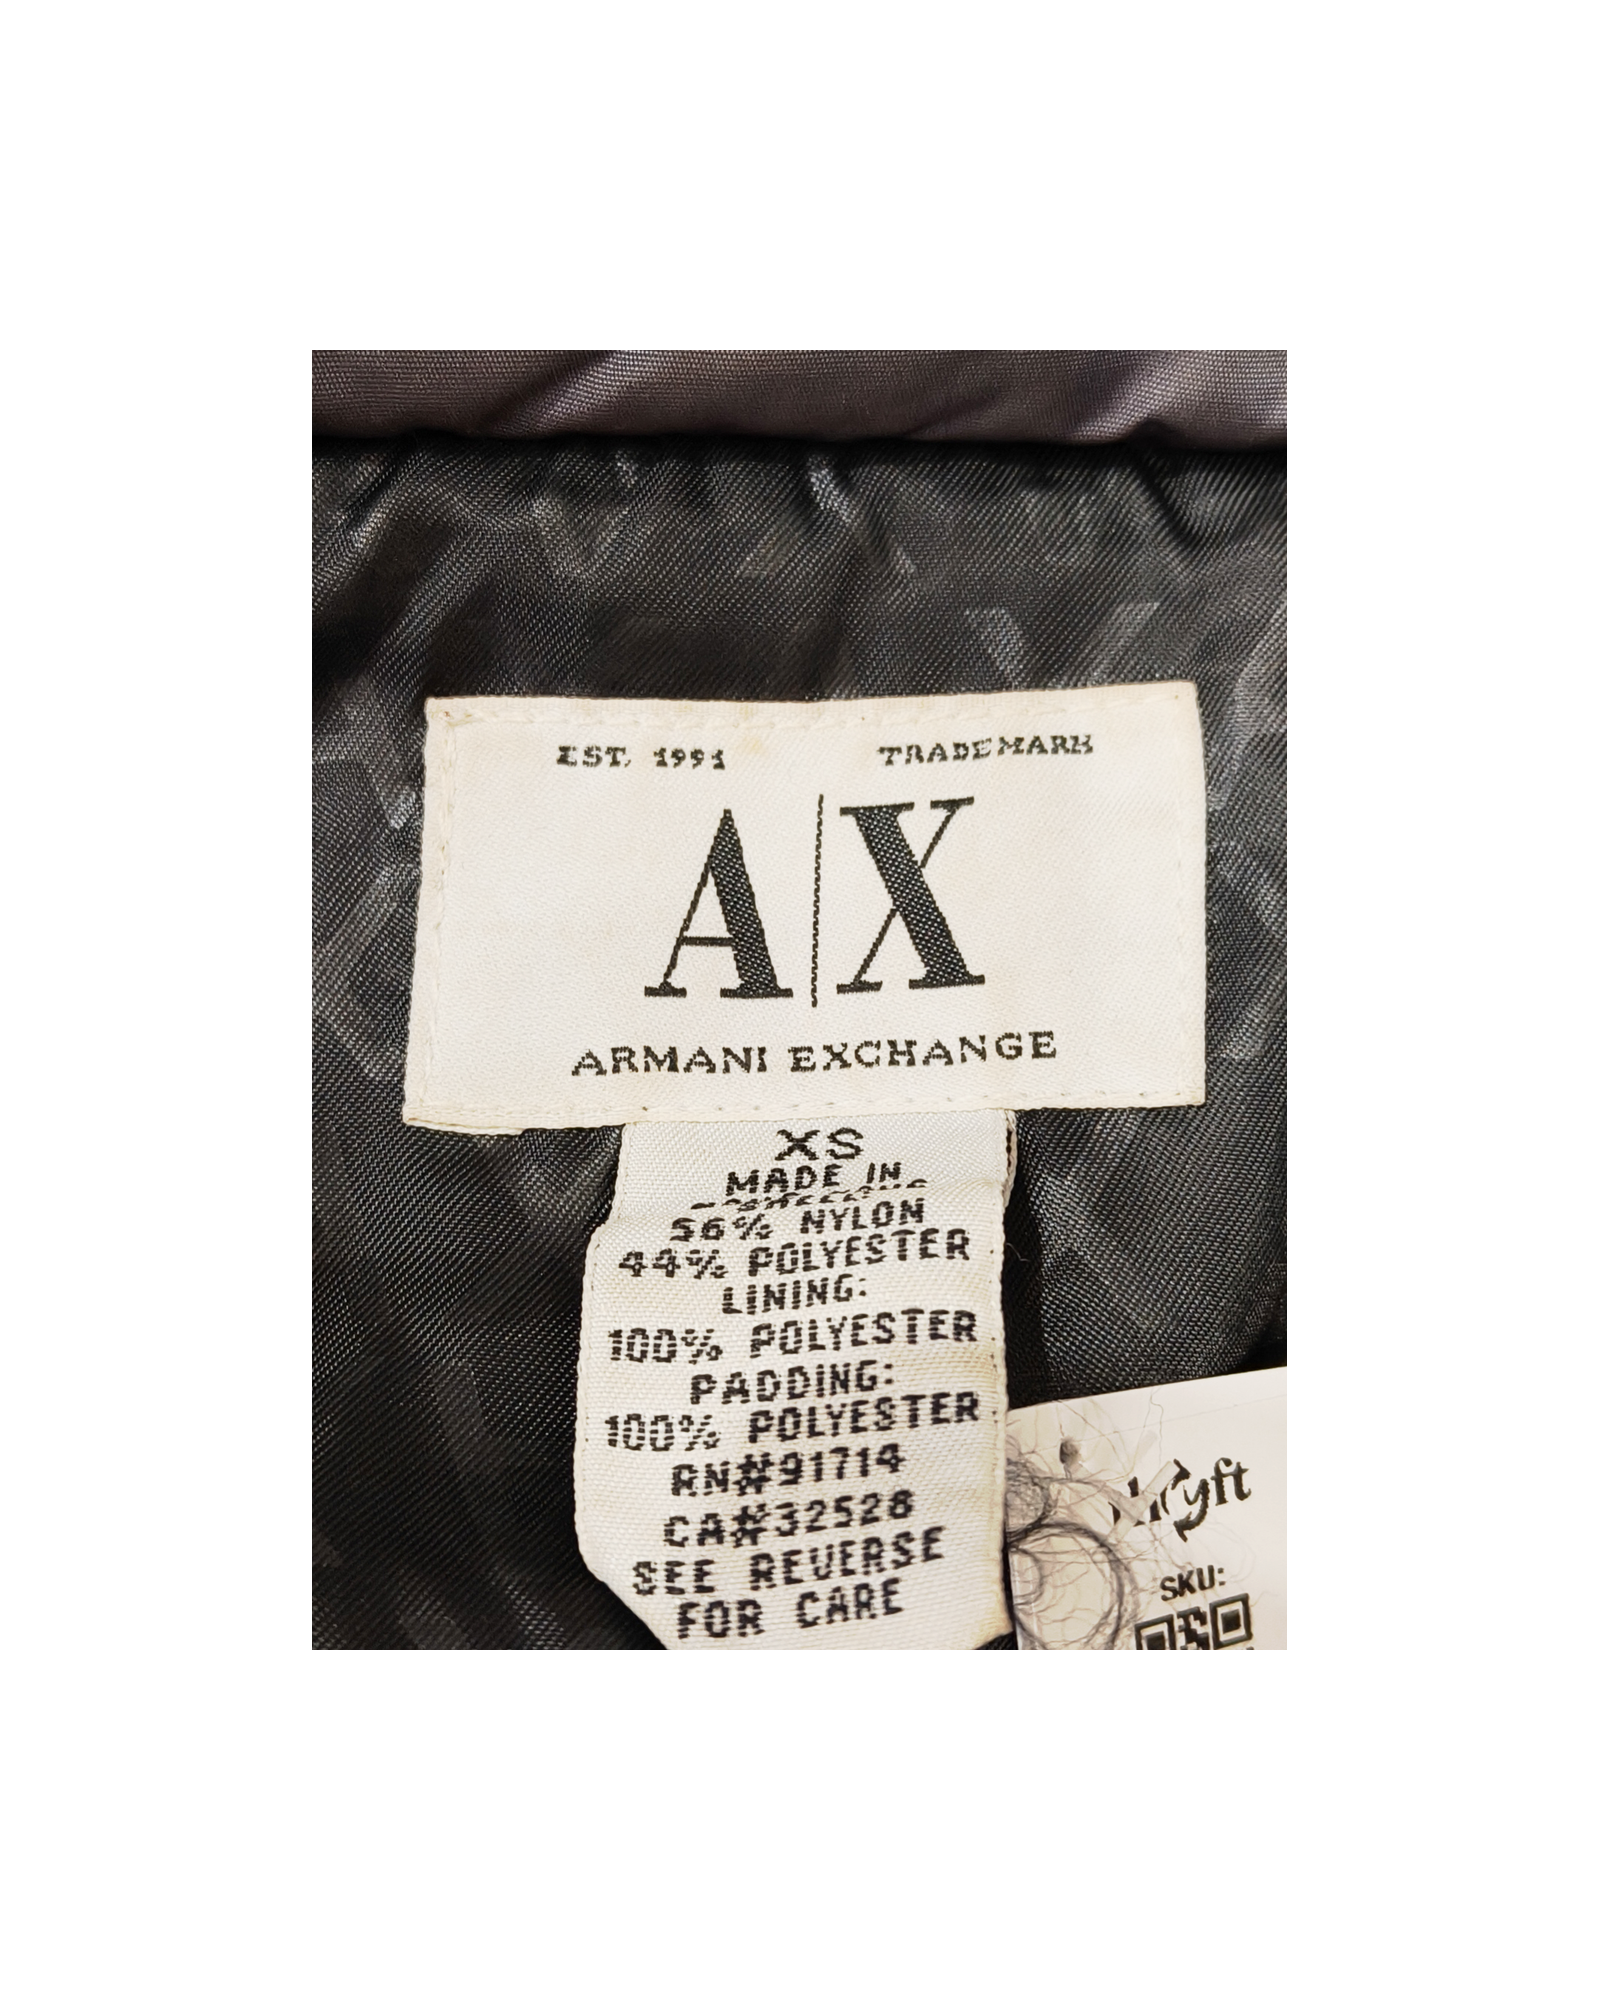 EST. 1991 TRADEMARK
A|X
ARMANI EXCHANGE
XS
MADE IN
56% NYLON
44% POLYESTER
LINING:
100% POLYESTER
PADDING:
100% POLYESTER
RN#91714
CA#32528
SEE REVERSE
FOR CARE
SKU: